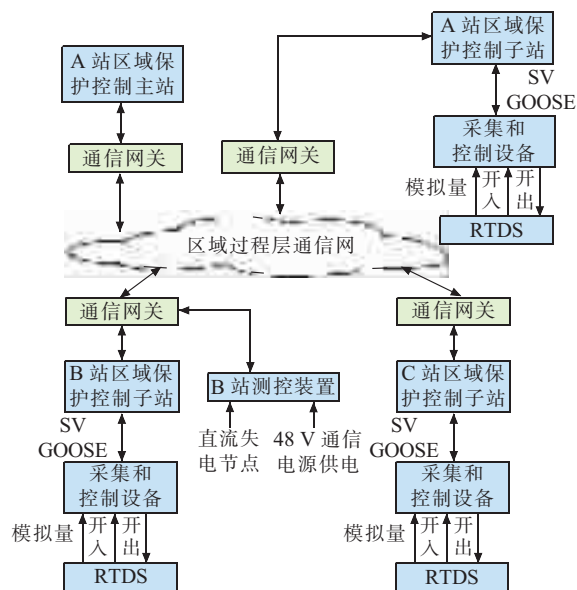 A 站区域保
护控制主站
通信网关
A 站区域保
护控制子站
SV
GOOSE
通信网关
采集和
控制设备
模拟量
开入
开出
RTDS
区域过程层通信网
通信网关
B 站区域保
护控制子站
SV
GOOSE
采集和
控制设备
模拟量
开入
开出
RTDS
B 站测控装置
直流失
电节点
48 V 通信
电源供电
通信网关
C 站区域保
护控制子站
SV
GOOSE
采集和
控制设备
模拟量
开入
开出
RTDS